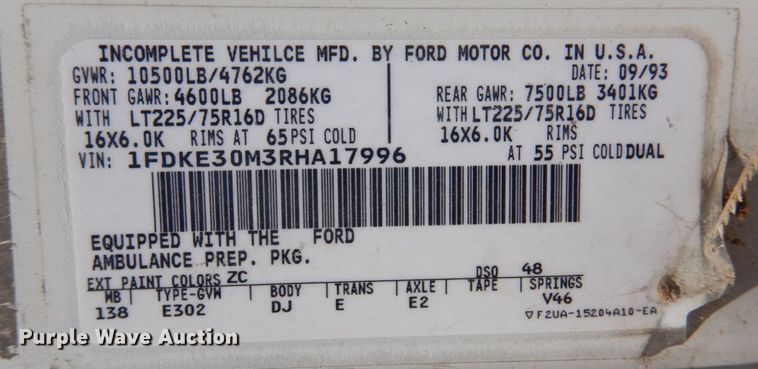 INCOMPLETE VEHILCE MFD. BY FORD MOTOR CO. IN U.S.A.
GVWR: 10500LB/4762KG DATE: 09/93
FRONT GAWR: 4600LB 2086KG REAR GAWR: 7500LB 3401KG
WITH LT225/75R16D TIRES WITH LT225/75R16D TIRES
16X6.0K RIMS AT 65PSI COLD 16X6.0K RIMS
VIN: 1FDKE30M3RHA17996 AT 55 PSI COLD DUAL
EQUIPPED WITH THE FORD
AMBULANCE PREP. PKG.
EXT PAINT COLORS ZC DSO 48
WB TYPE-GVW BODY TRANS AXLE TAPE SPRINGS
138 E302 DJ E E2 V46
▽F2UA-15204A10-EA
Purple Wave Auction